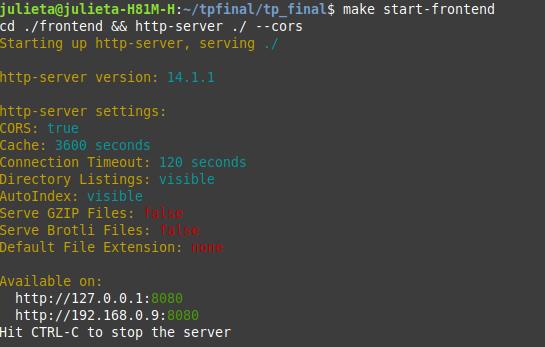 julieta@julieta-H81M-H:~/tpfinal/tp_final$ make start-frontend
cd ./frontend && http-server ./ --cors
Starting up http-server, serving ./
http-server version: 14.1.1
http-server settings:
CORS: true
Cache: 3600 seconds
Connection Timeout: 120 seconds
Directory Listings: visible
AutoIndex: visible
Serve GZIP Files: false
Serve Brotli Files: false
Default File Extension: none
Available on:
http://127.0.0.1:8080
http://192.168.0.9:8080
Hit CTRL-C to stop the server